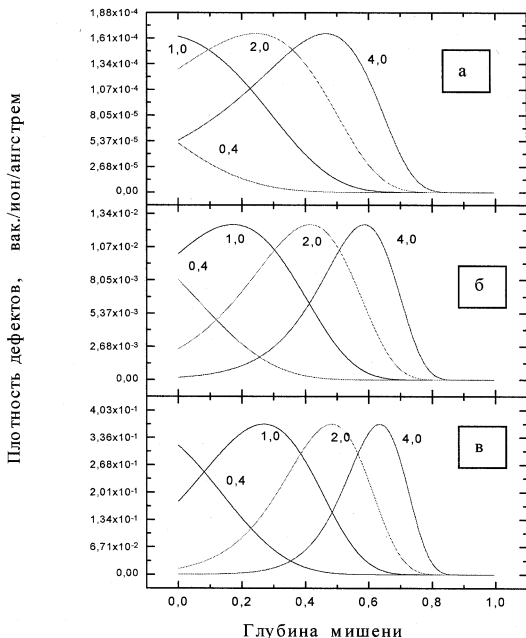 Плотность дефектов, вак./ион/ангстрем
1,88x10⁻⁴
1,61x10⁻⁴
1,34x10⁻⁴
1,07x10⁻⁴
8,05x10⁻⁵
5,37x10⁻⁵
2,68x10⁻⁵
0,00
1,0
2,0
4,0
0,4
а
1,34x10⁻²
1,07x10⁻²
8,05x10⁻³
5,37x10⁻³
2,68x10⁻³
0,00
0,4
1,0
2,0
4,0
б
4,03x10⁻¹
3,36x10⁻¹
2,68x10⁻¹
2,01x10⁻¹
1,34x10⁻¹
6,71x10⁻²
0,00
0,4
1,0
2,0
4,0
в
0,0 0,2 0,4 0,6 0,8 1,0
Глубина мишени